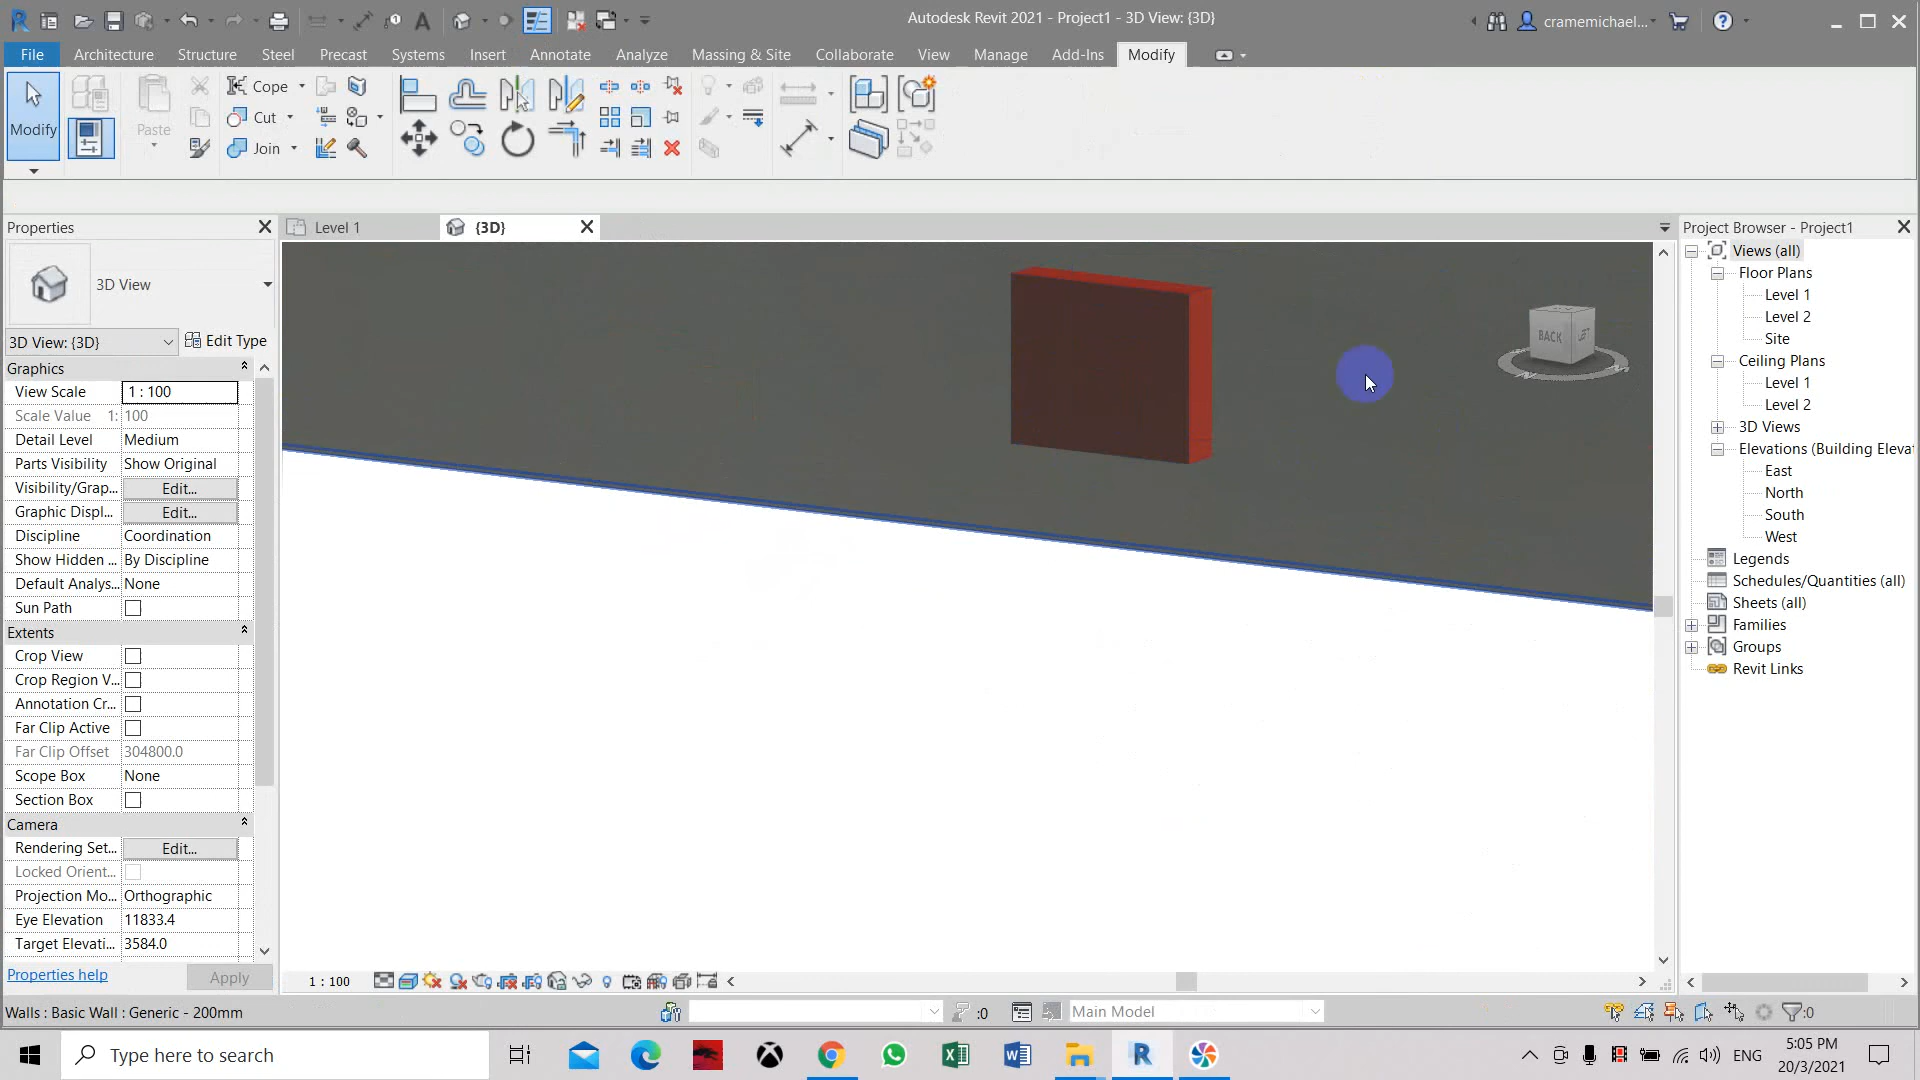 Autodesk Revit 2021 - Project1 - 3D View: {3D}
cramemichael...
File Architecture Structure Steel Precast Systems Insert Annotate Analyze Massing & Site Collaborate View Manage Add-Ins Modify
Modify
Paste
Cope
Cut
Join
Properties
3D View
3D View: {3D}
Edit Type
Graphics
View Scale 1 : 100
Scale Value 1: 100
Detail Level Medium
Parts Visibility Show Original
Visibility/Grap... Edit...
Graphic Displ... Edit...
Discipline Coordination
Show Hidden ... By Discipline
Default Analys... None
Sun Path
Extents
Crop View
Crop Region V...
Annotation Cr...
Far Clip Active
Far Clip Offset 304800.0
Scope Box None
Section Box
Camera
Rendering Set... Edit...
Locked Orient...
Projection Mo... Orthographic
Eye Elevation 11833.4
Target Elevati... 3584.0
Properties help
Apply
Level 1
{3D}
BACK
1 : 100
Project Browser - Project1
Views (all)
Floor Plans
Level 1
Level 2
Site
Ceiling Plans
Level 1
Level 2
3D Views
Elevations (Building Eleva
East
North
South
West
Legends
Schedules/Quantities (all)
Sheets (all)
Families
Groups
Revit Links
Walls : Basic Wall : Generic - 200mm
:0
Main Model
:0
Type here to search
ENG
5:05 PM
20/3/2021